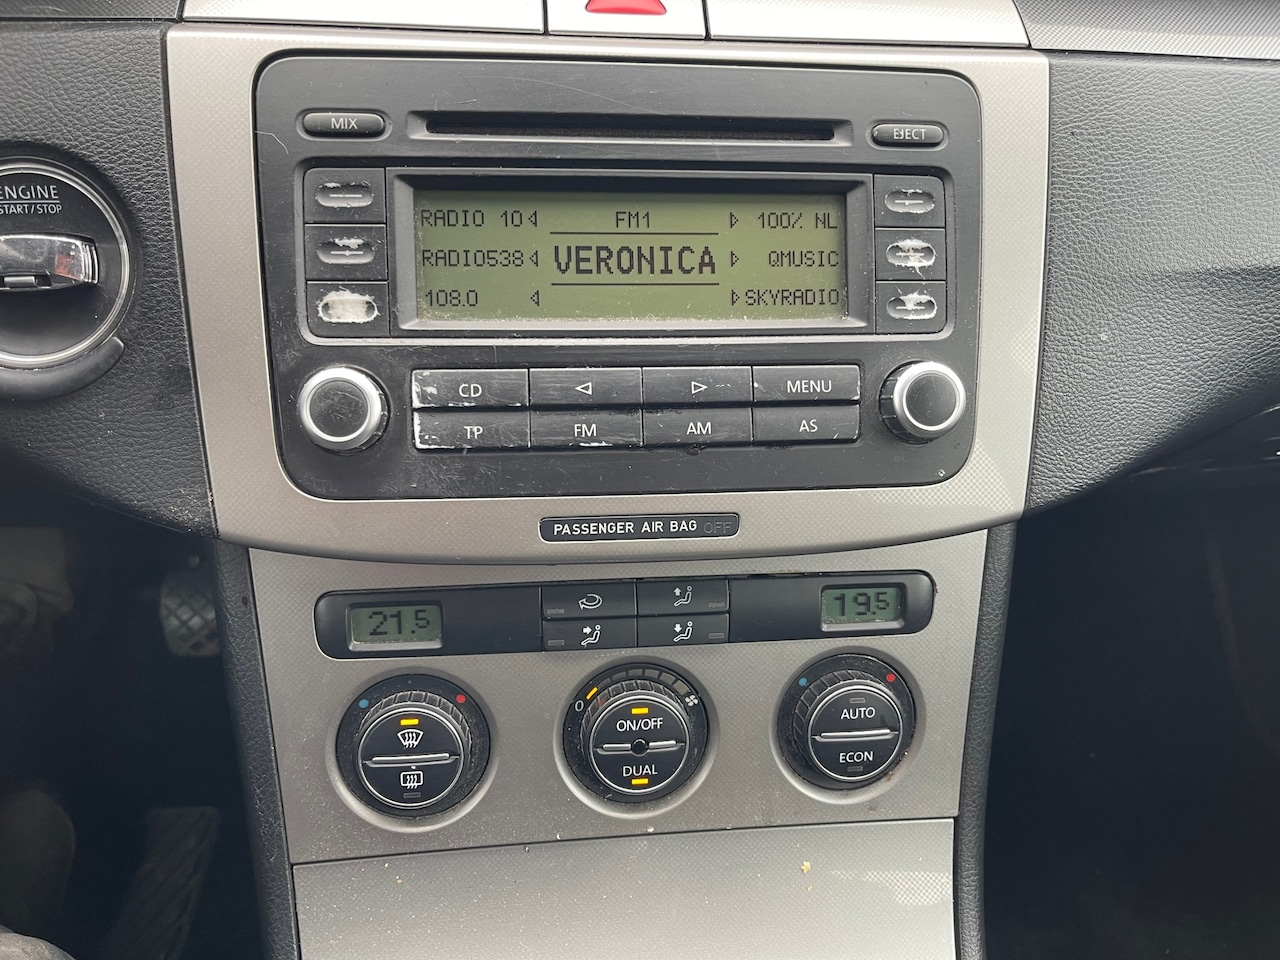 MIX
EJECT
ENGINE
START/STOP
RADIO 10 FM1 100% NL
RADIO538 VERONICA QMUSIC
108.0 SKYRADIO
CD MENU
TP FM AM AS
PASSENGER AIR BAG OFF
21.5 19.5
0 ON/OFF AUTO
DUAL ECON